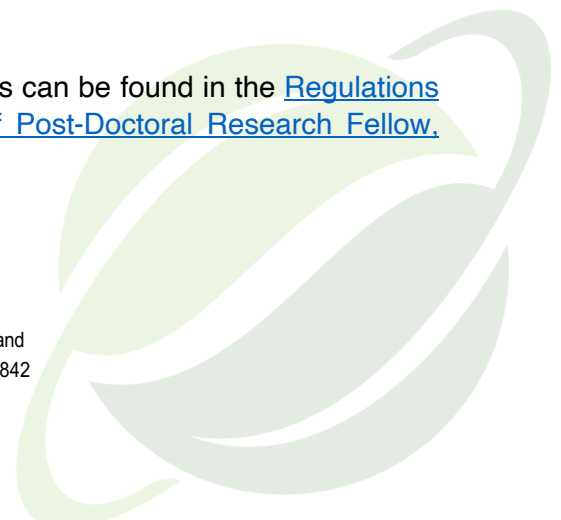 s can be found in the Regulations
Post-Doctoral Research Fellow,
and
842